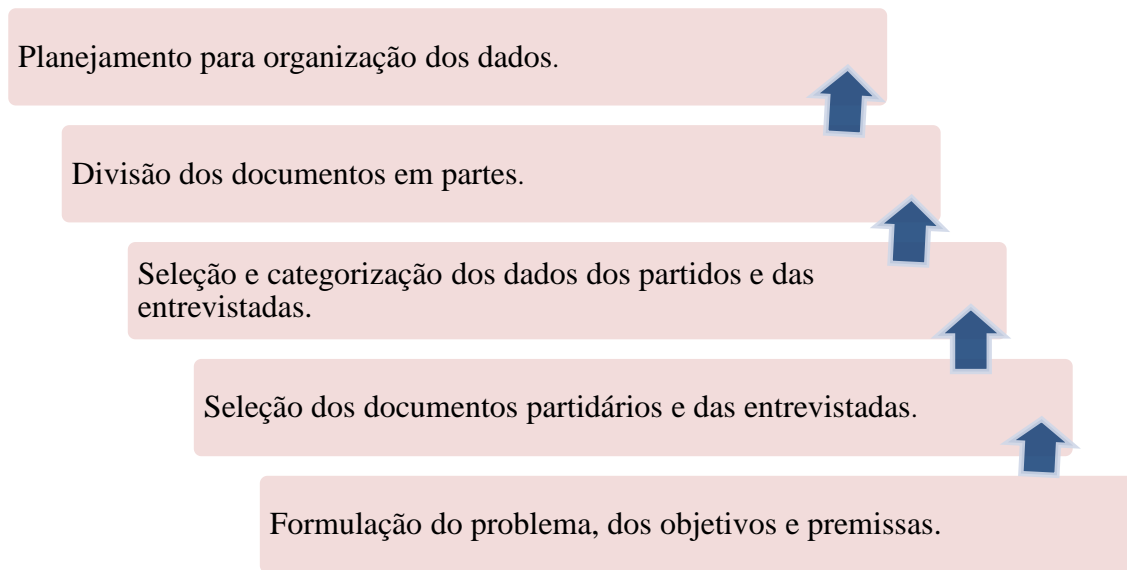 Planejamento para organização dos dados.
Divisão dos documentos em partes.
Seleção e categorização dos dados dos partidos e das
entrevistadas.
Seleção dos documentos partidários e das entrevistadas.
Formulação do problema, dos objetivos e premissas.